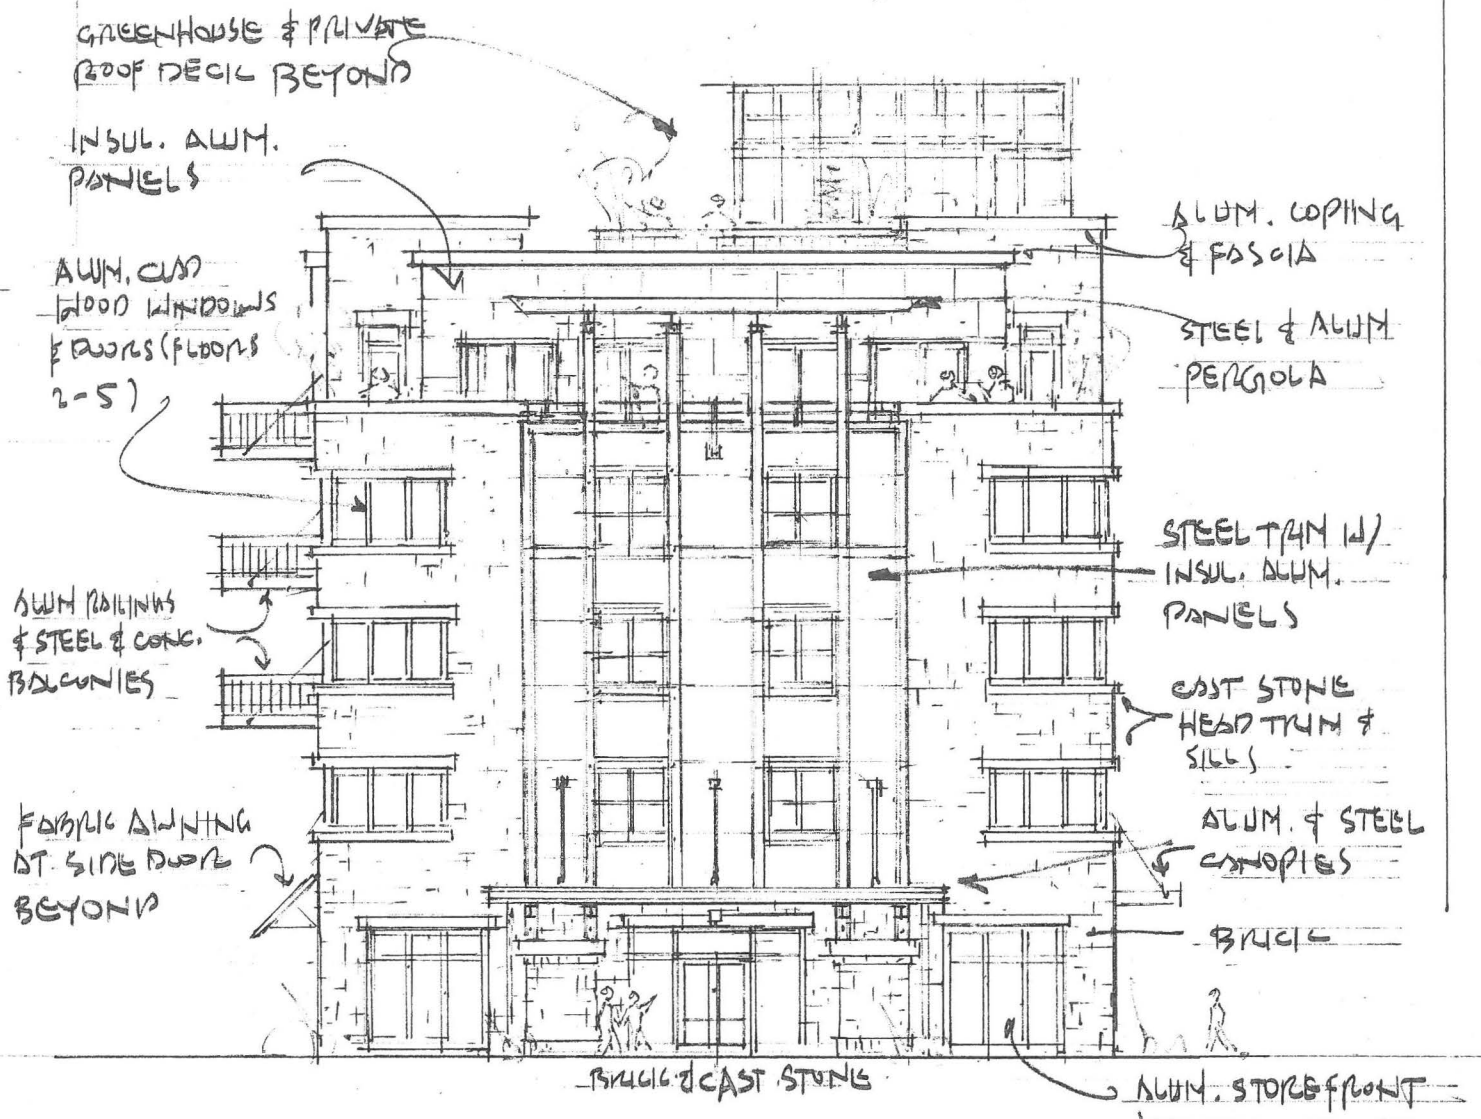 GREENHOUSE & PRIVATE
ROOF DECK BEYOND
INSUL. ALUM.
PANELS
ALUM. CLAD
WOOD WINDOWS
& DOORS (FLOORS
2-5)
ALUM RAILINGS
& STEEL & CONC.
BALCONIES
FABRIC AWNING
AT SIDE DOOR
BEYOND
ALUM. COPING
& FASCIA
STEEL & ALUM
PERGOLA
STEEL TRIM W/
INSUL. ALUM.
PANELS
CAST STONE
HEAD TRIM &
SILLS
ALUM. & STEEL
CANOPIES
BRICK
BRICK & CAST STONE
ALUM. STOREFRONT